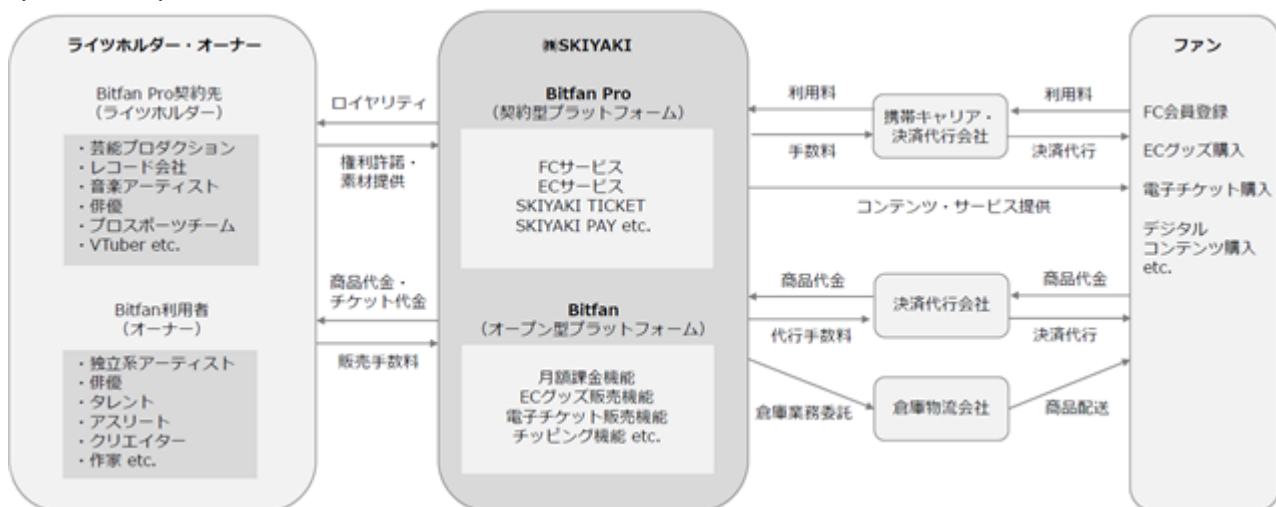 ライツホルダー・オーナー
Bitfan Pro契約先
（ライツホルダー）
・芸能プロダクション
・レコード会社
・音楽アーティスト
・俳優
・プロスポーツチーム
・VTuber etc.
Bitfan利用者
（オーナー）
・独立系アーティスト
・俳優
・タレント
・アスリート
・クリエイター
・作家 etc.
ロイヤリティ
権利許諾・
素材提供
商品代金・
チケット代金
販売手数料
㈱SKIYAKI
Bitfan Pro
（契約型プラットフォーム）
FCサービス
ECサービス
SKIYAKI TICKET
SKIYAKI PAY etc.
Bitfan
（オープン型プラットフォーム）
月額課金機能
ECグッズ販売機能
電子チケット販売機能
チッピング機能 etc.
利用料
手数料
携帯キャリア・
決済代行会社
利用料
決済代行
コンテンツ・サービス提供
商品代金
代行手数料
決済代行会社
商品代金
決済代行
倉庫業務委託
倉庫物流会社
商品配送
ファン
FC会員登録
ECグッズ購入
電子チケット購入
デジタル
コンテンツ購入
etc.